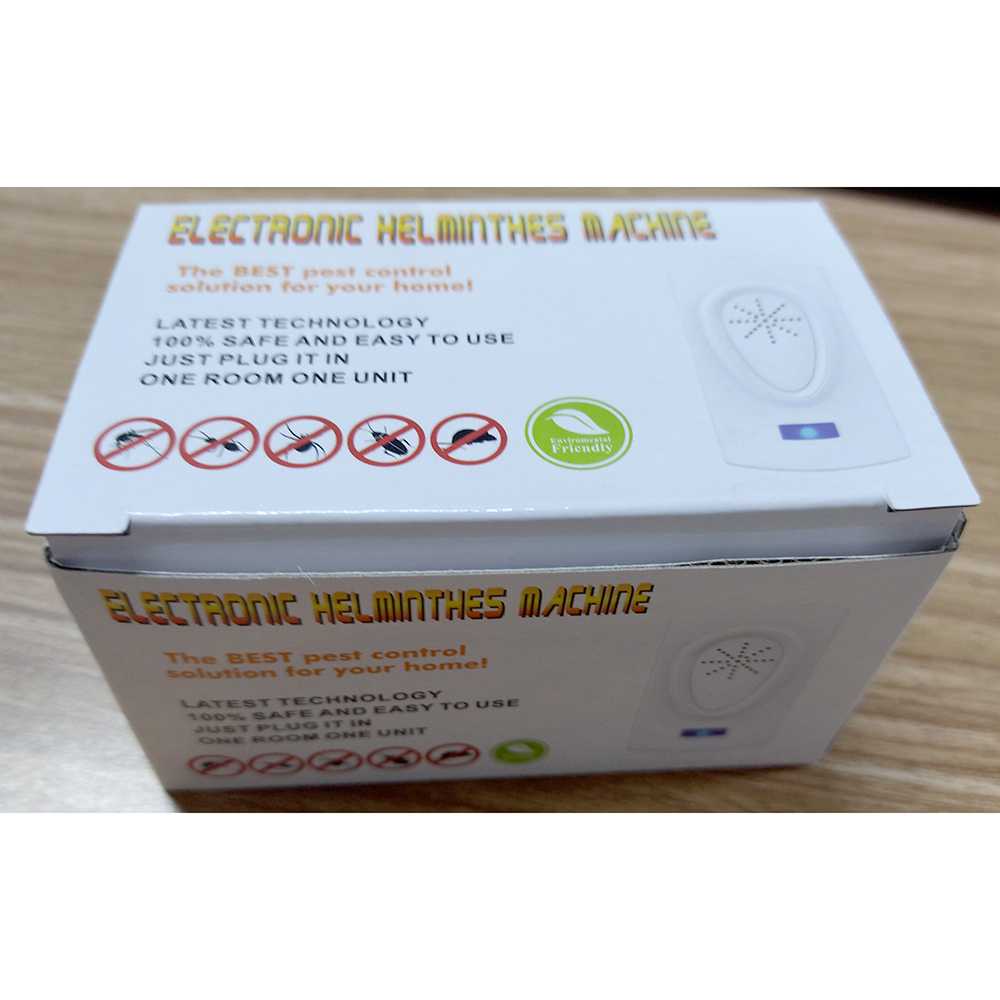 ELECTRONIC HELMINTHES MACHINE
The BEST pest control
solution for your home!
LATEST TECHNOLOGY
100% SAFE AND EASY TO USE
JUST PLUG IT IN
ONE ROOM ONE UNIT
Enviromental
Friendly
ELECTRONIC HELMINTHES MACHINE
The BEST pest control
solution for your home!
LATEST TECHNOLOGY
100% SAFE AND EASY TO USE
JUST PLUG IT IN
ONE ROOM ONE UNIT